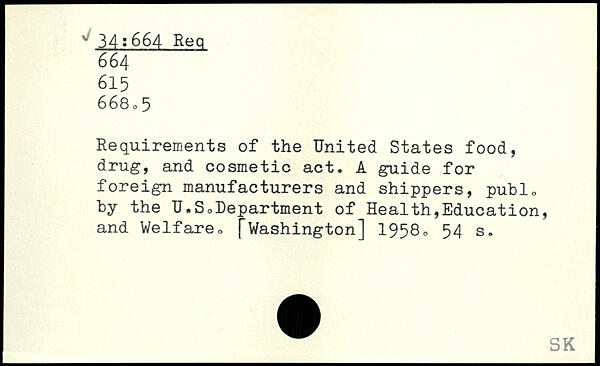 ✓ 34:664 Req
664
615
668.5
Requirements of the United States food,
drug, and cosmetic act. A guide for
foreign manufacturers and shippers, publ.
by the U.S.Department of Health,Education,
and Welfare. [Washington] 1958. 54 s.
SK